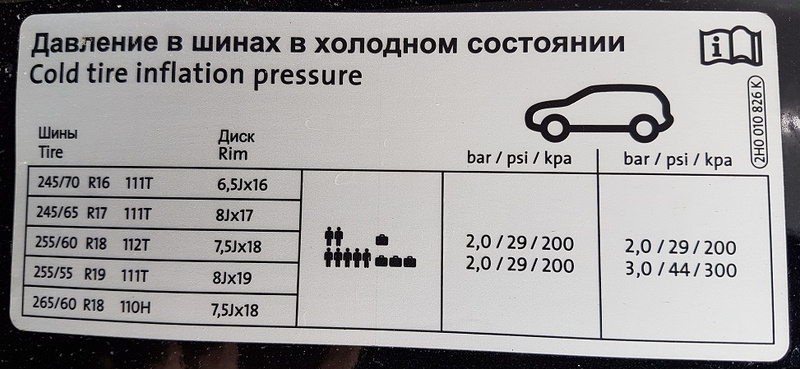 Давление в шинах в холодном состоянии
Cold tire inflation pressure
i
2H0 010 826 K
Шины Диск
Tire Rim
bar / psi / kpa bar / psi / kpa
245/70 R16 111T 6,5Jx16
245/65 R17 111T 8Jx17
255/60 R18 112T 7,5Jx18
255/55 R19 111T 8Jx19
265/60 R18 110H 7,5Jx18
2,0 / 29 / 200 2,0 / 29 / 200
2,0 / 29 / 200 3,0 / 44 / 300